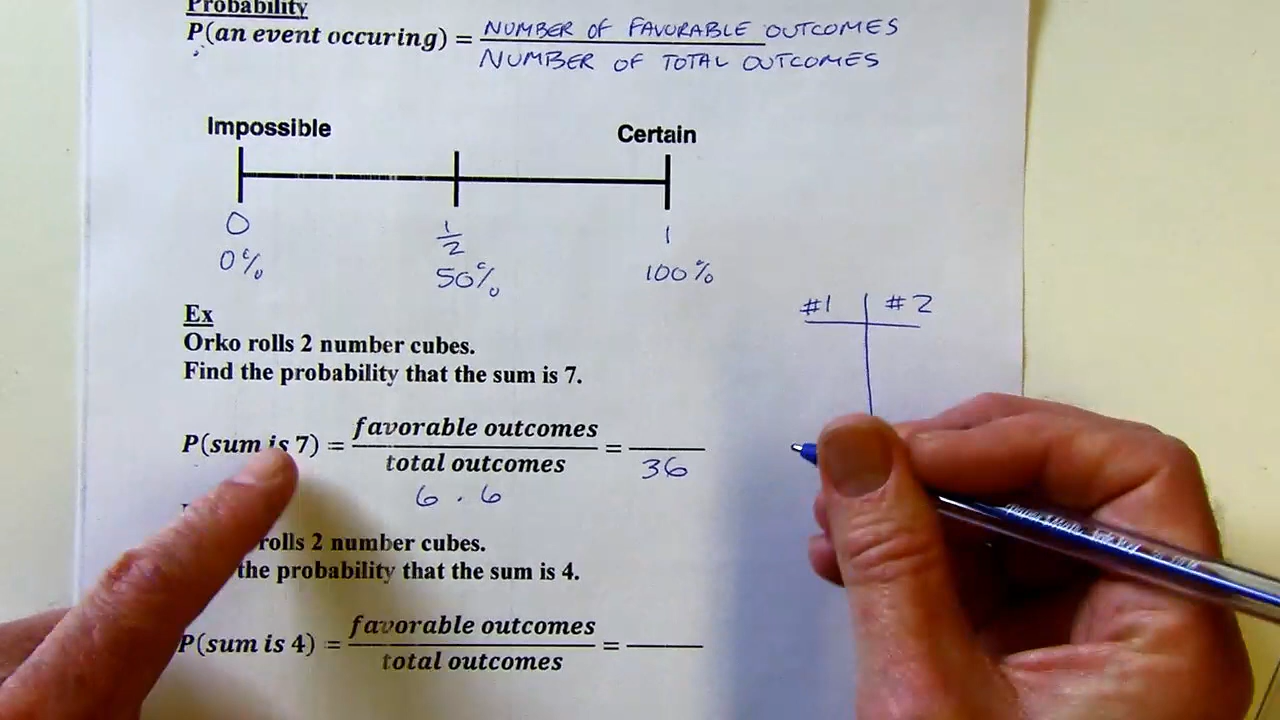 Probability
P(an event occuring) = NUMBER OF FAVORABLE OUTCOMES
NUMBER OF TOTAL OUTCOMES
Impossible Certain
0 1/2 1
0% 50% 100%
#1 #2
Ex
Orko rolls 2 number cubes.
Find the probability that the sum is 7.
P(sum is 7) = favorable outcomes / total outcomes = / 36
6 . 6
rolls 2 number cubes.
the probability that the sum is 4.
P(sum is 4) = favorable outcomes / total outcomes =